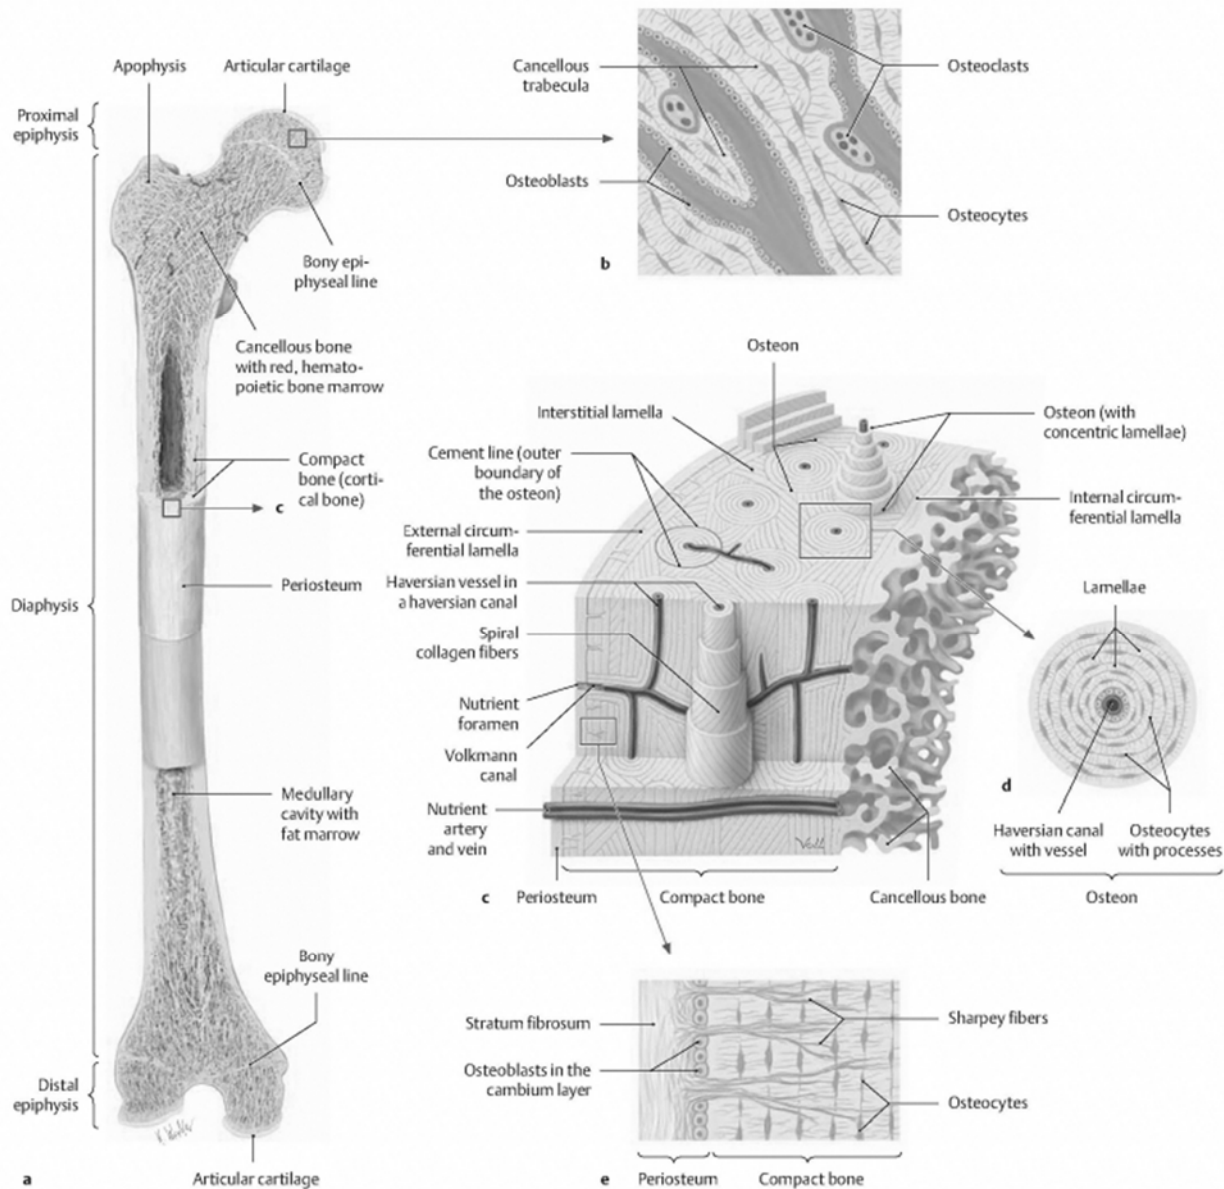 Apophysis
Articular cartilage
Proximal
epiphysis
Bony epi-
physeal line
Cancellous bone
with red, hemato-
poietic bone marrow
Compact
bone (corti-
cal bone)
c
Periosteum
Diaphysis
Medullary
cavity with
fat marrow
Bony
epiphyseal line
Distal
epiphysis
Articular cartilage
a
Cancellous
trabecula
Osteoblasts
Osteoclasts
Osteocytes
b
Osteon
Interstitial lamella
Cement line (outer
boundary of
the osteon)
External circum-
ferential lamella
Haversian vessel in
a haversian canal
Spiral
collagen fibers
Nutrient
foramen
Volkmann
canal
Nutrient
artery
and vein
Osteon (with
concentric lamellae)
Internal circum-
ferential lamella
c
Periosteum
Compact bone
Cancellous bone
Lamellae
d
Haversian canal
with vessel
Osteocytes
with processes
Osteon
Stratum fibrosum
Osteoblasts in the
cambium layer
Sharpey fibers
Osteocytes
e
Periosteum
Compact bone